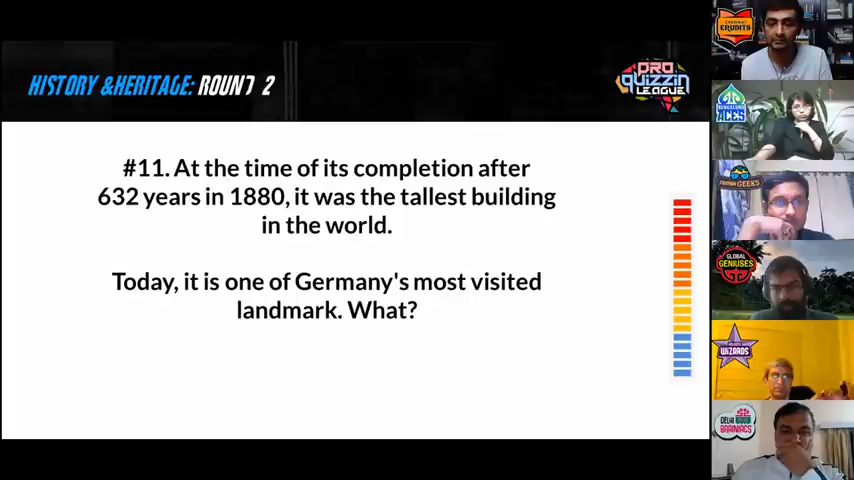 HISTORY &HERITAGE: ROUND 2
PRO
QUIZZIN
LEAGUE
#11. At the time of its completion after
632 years in 1880, it was the tallest building
in the world.
Today, it is one of Germany's most visited
landmark. What?
CHENNAI
ERUDITS
BENGALURU
ACES
GEEKS
GLOBAL
GENIUSES
WIZARDS
DELHI
BRAINIACS